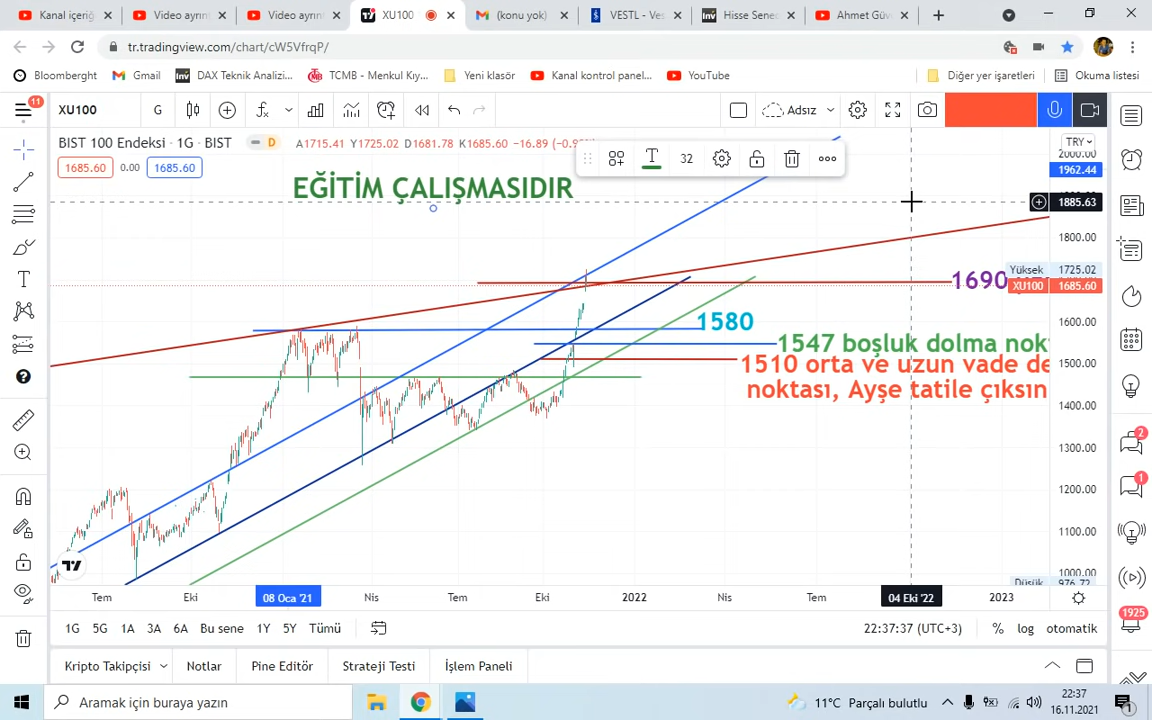 Kanal içeriğ
Video ayrın
Video ayrın
XU100
(konu yok)
VESTL - Ves
Hisse Sened
Ahmet Güv
tr.tradingview.com/chart/cW5VfrqP/
Bloomberght
Gmail
DAX Teknik Analizi...
TCMB - Menkul Kıy...
Yeni klasör
Kanal kontrol panel...
YouTube
Diğer yer işaretleri
Okuma listesi
11
XU100
G
Adsız
BIST 100 Endeksi · 1G · BIST
D
A1715.41 Y1725.02 D1681.78 K1685.60 −16.89
32
TRY
1685.60
0.00
1685.60
EĞİTİM ÇALIŞMASIDIR
2000.00
1962.44
1885.63
1800.00
1690
Yüksek
1725.02
XU100
1685.60
1580
1600.00
1547 boşluk dolma nok
1510 orta ve uzun vade de
noktası, Ayşe tatile çıksın
1500.00
1400.00
1300.00
1200.00
1100.00
1000.00
Düşük
976.72
Tem
Eki
08 Oca '21
Nis
Tem
Eki
2022
Nis
Tem
04 Eki '22
2023
1G
5G
1A
3A
6A
Bu sene
1Y
5Y
Tümü
22:37:37 (UTC+3)
%
log
otomatik
2
1
1925
Kripto Takipçisi
Notlar
Pine Editör
Strateji Testi
İşlem Paneli
Aramak için buraya yazın
11°C Parçalı bulutlu
22:37
16.11.2021
1